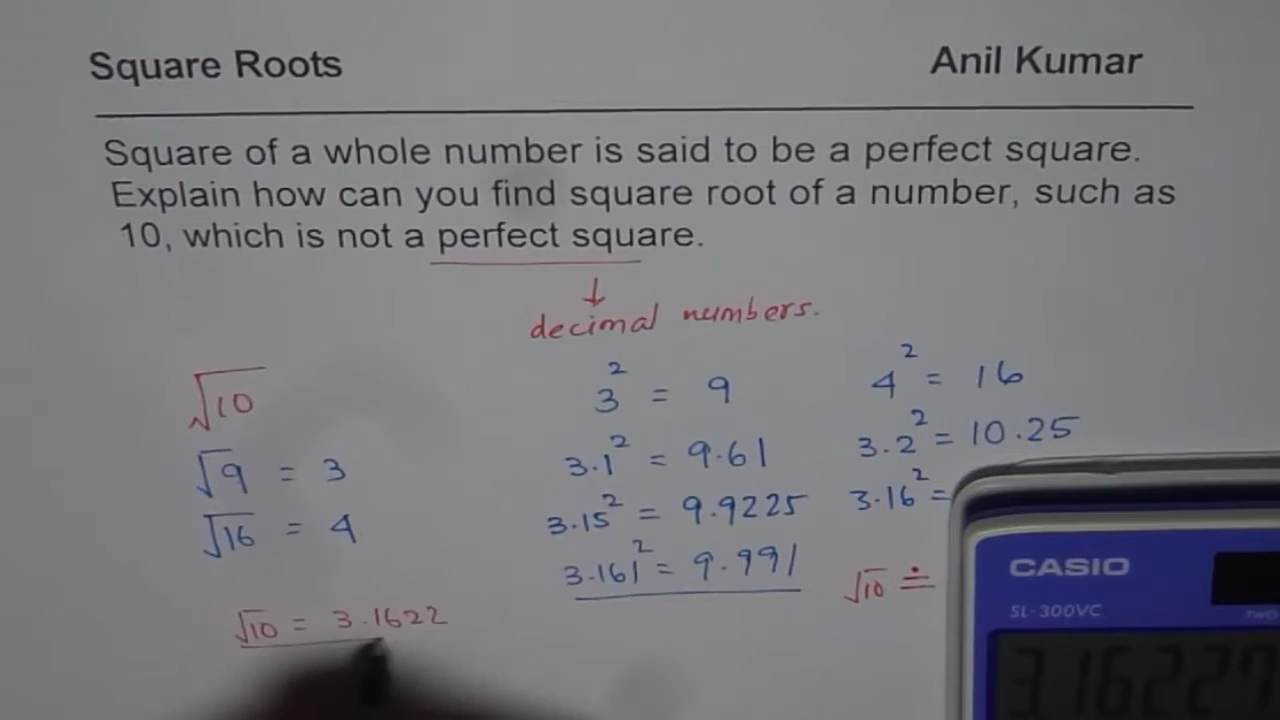 Square Roots
Anil Kumar
Square of a whole number is said to be a perfect square.
Explain how can you find square root of a number, such as
10, which is not a perfect square.
↓
decimal numbers.
√10
√9 = 3
√16 = 4
√10 = 3.1622
3² = 9
3.1² = 9.61
3.15² = 9.9225
3.161² = 9.991
4² = 16
3.2² = 10.25
3.16² =
√10 ≐
CASIO
SL-300VC
TWO
3.16227